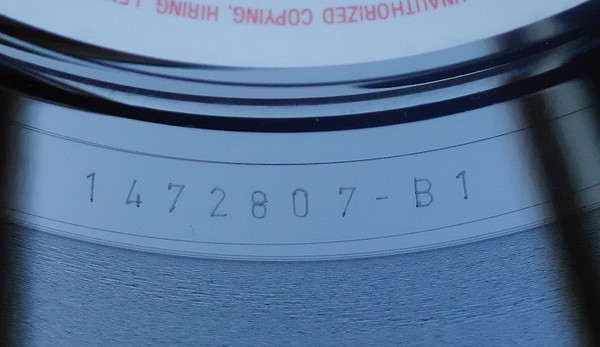 UNAUTHORIZED COPYING, HIRING,
1472807-B1